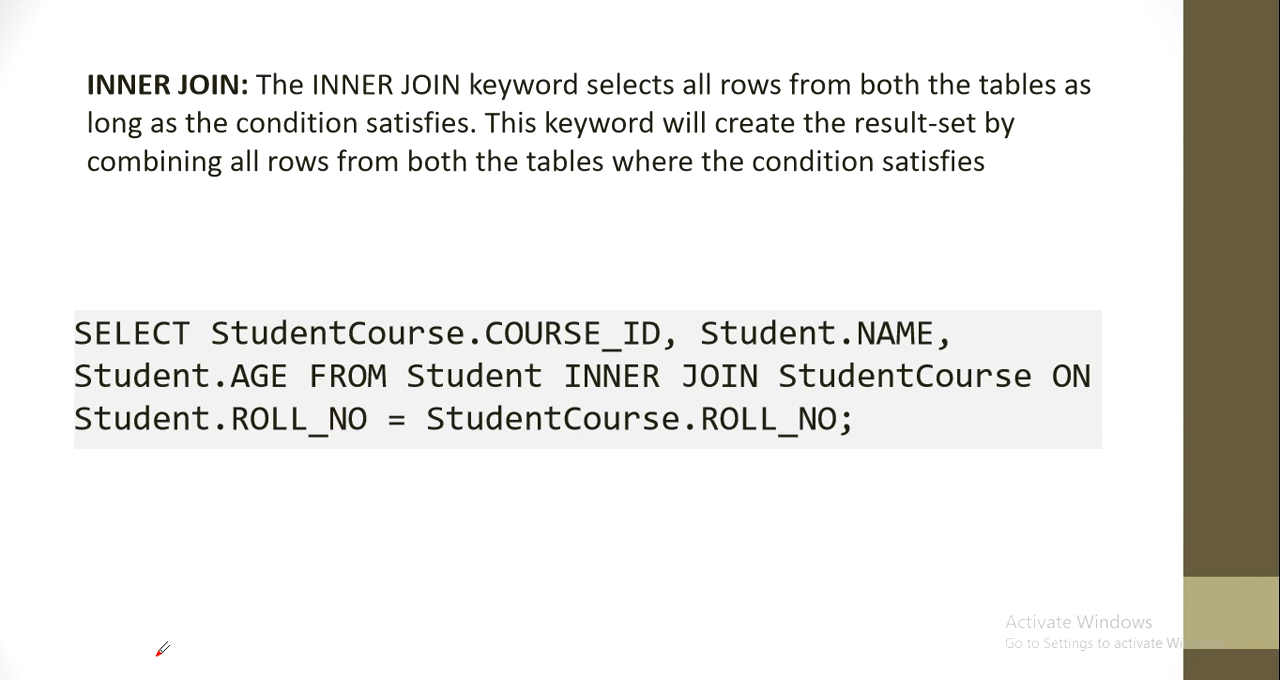 INNER JOIN: The INNER JOIN keyword selects all rows from both the tables as
long as the condition satisfies. This keyword will create the result-set by
combining all rows from both the tables where the condition satisfies
SELECT StudentCourse.COURSE_ID, Student.NAME,
Student.AGE FROM Student INNER JOIN StudentCourse ON
Student.ROLL_NO = StudentCourse.ROLL_NO;
Activate Windows
Go to Settings to activate